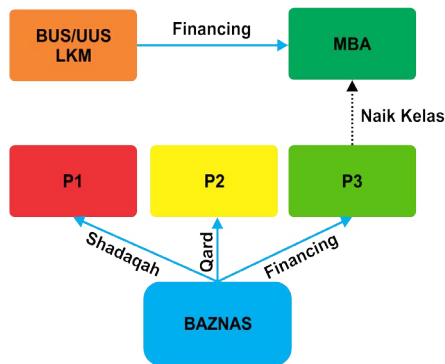 Financing
BUS/UUS
LKM
MBA
Naik Kelas
P1
P2
P3
Shadaqah
Qard
Financing
BAZNAS